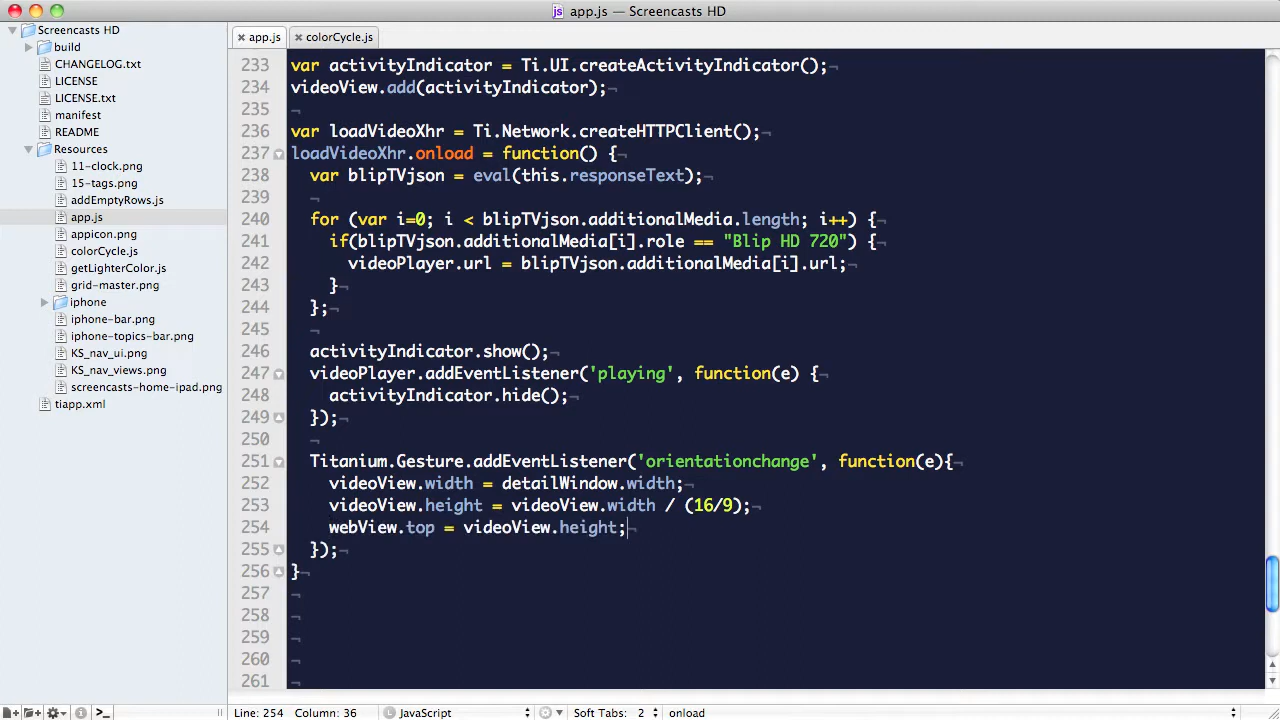 app.js — Screencasts HD
Screencasts HD
build
CHANGELOG.txt
LICENSE
LICENSE.txt
manifest
README
Resources
11-clock.png
15-tags.png
addEmptyRows.js
app.js
appicon.png
colorCycle.js
getLighterColor.js
grid-master.png
iphone
iphone-bar.png
iphone-topics-bar.png
KS_nav_ui.png
KS_nav_news.png
screencasts-home-ipad.png
tiapp.xml
app.js
colorCycle.js
233 var activityIndicator = Ti.UI.createActivityIndicator();¬
234 videoView.add(activityIndicator);¬
235 ¬
236 var loadVideoXhr = Ti.Network.createHTTPClient();¬
237 loadVideoXhr.onload = function() {¬
238 var blipTVjson = eval(this.responseText);¬
239 ¬
240 for (var i=0; i < blipTVjson.additionalMedia.length; i++) {¬
241 if(blipTVjson.additionalMedia[i].role == "Blip HD 720") {¬
242 videoPlayer.url = blipTVjson.additionalMedia[i].url;¬
243 }¬
244 };¬
245 ¬
246 activityIndicator.show();¬
247 videoPlayer.addEventListener('playing', function(e) {¬
248 activityIndicator.hide();¬
249 });¬
250 ¬
251 Titanium.Gesture.addEventListener('orientationchange', function(e){¬
252 videoView.width = detailWindow.width;¬
253 videoView.height = videoView.width / (16/9);¬
254 webView.top = videoView.height;¬
255 });¬
256 }¬
257 ¬
258 ¬
259 ¬
260 ¬
261 ¬
Line: 254 Column: 36 JavaScript Soft Tabs: 2 onload